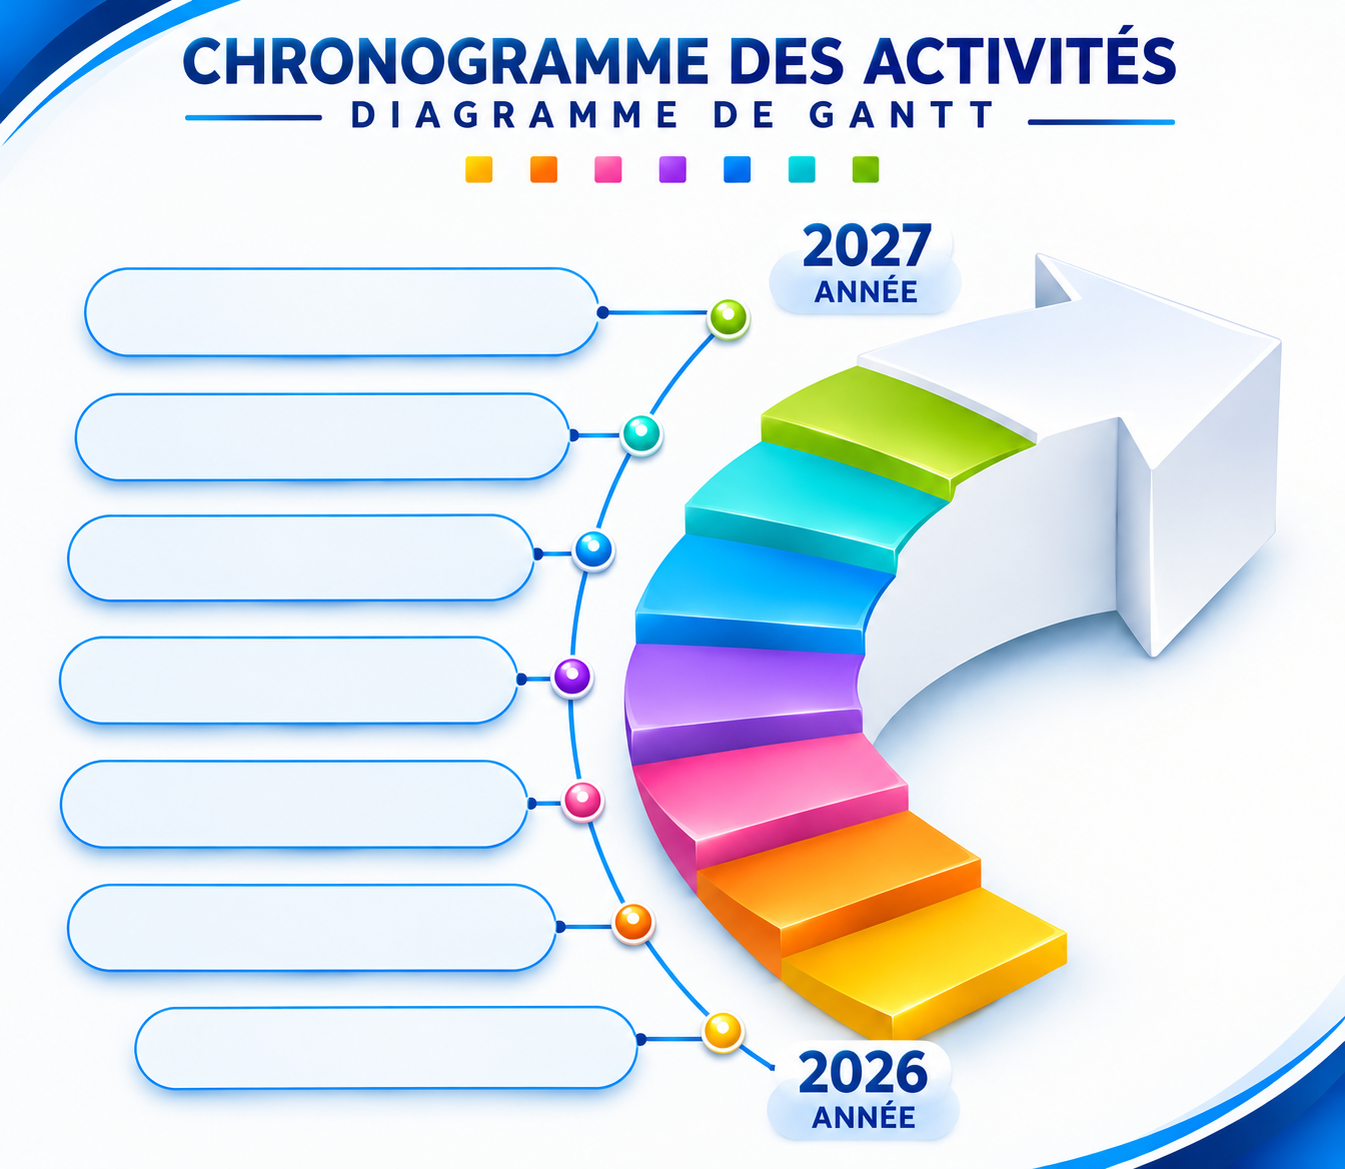 CHRONOGRAMME DES ACTIVITÉS
DIAGRAMME DE GANTT
2027
ANNÉE
2026
ANNÉE